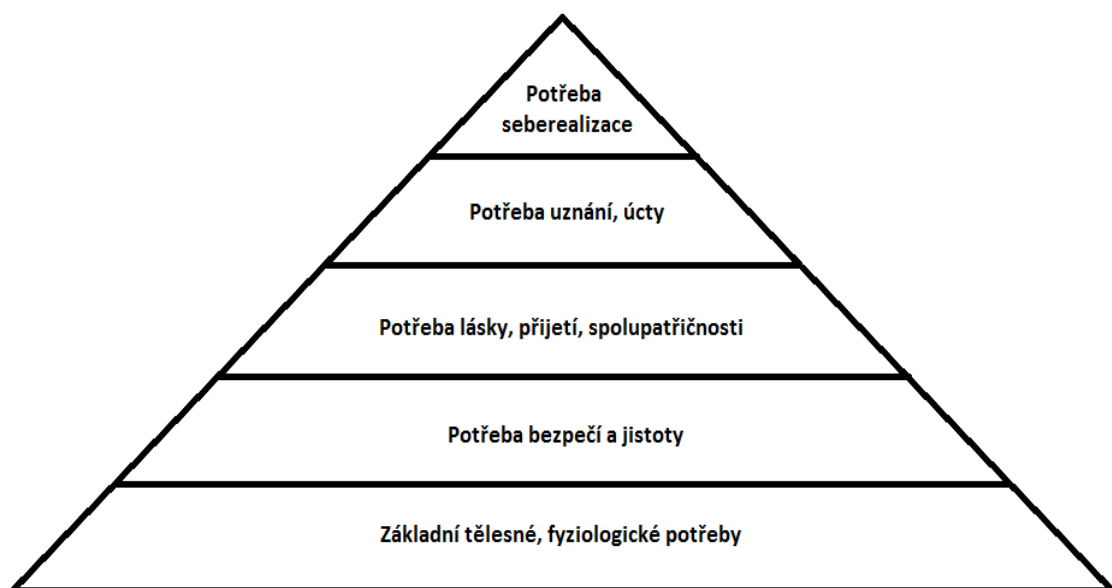 Potřeba
seberealizace
Potřeba uznání, úcty
Potřeba lásky, přijetí, spolupatřičnosti
Potřeba bezpečí a jistoty
Základní tělesné, fyziologické potřeby